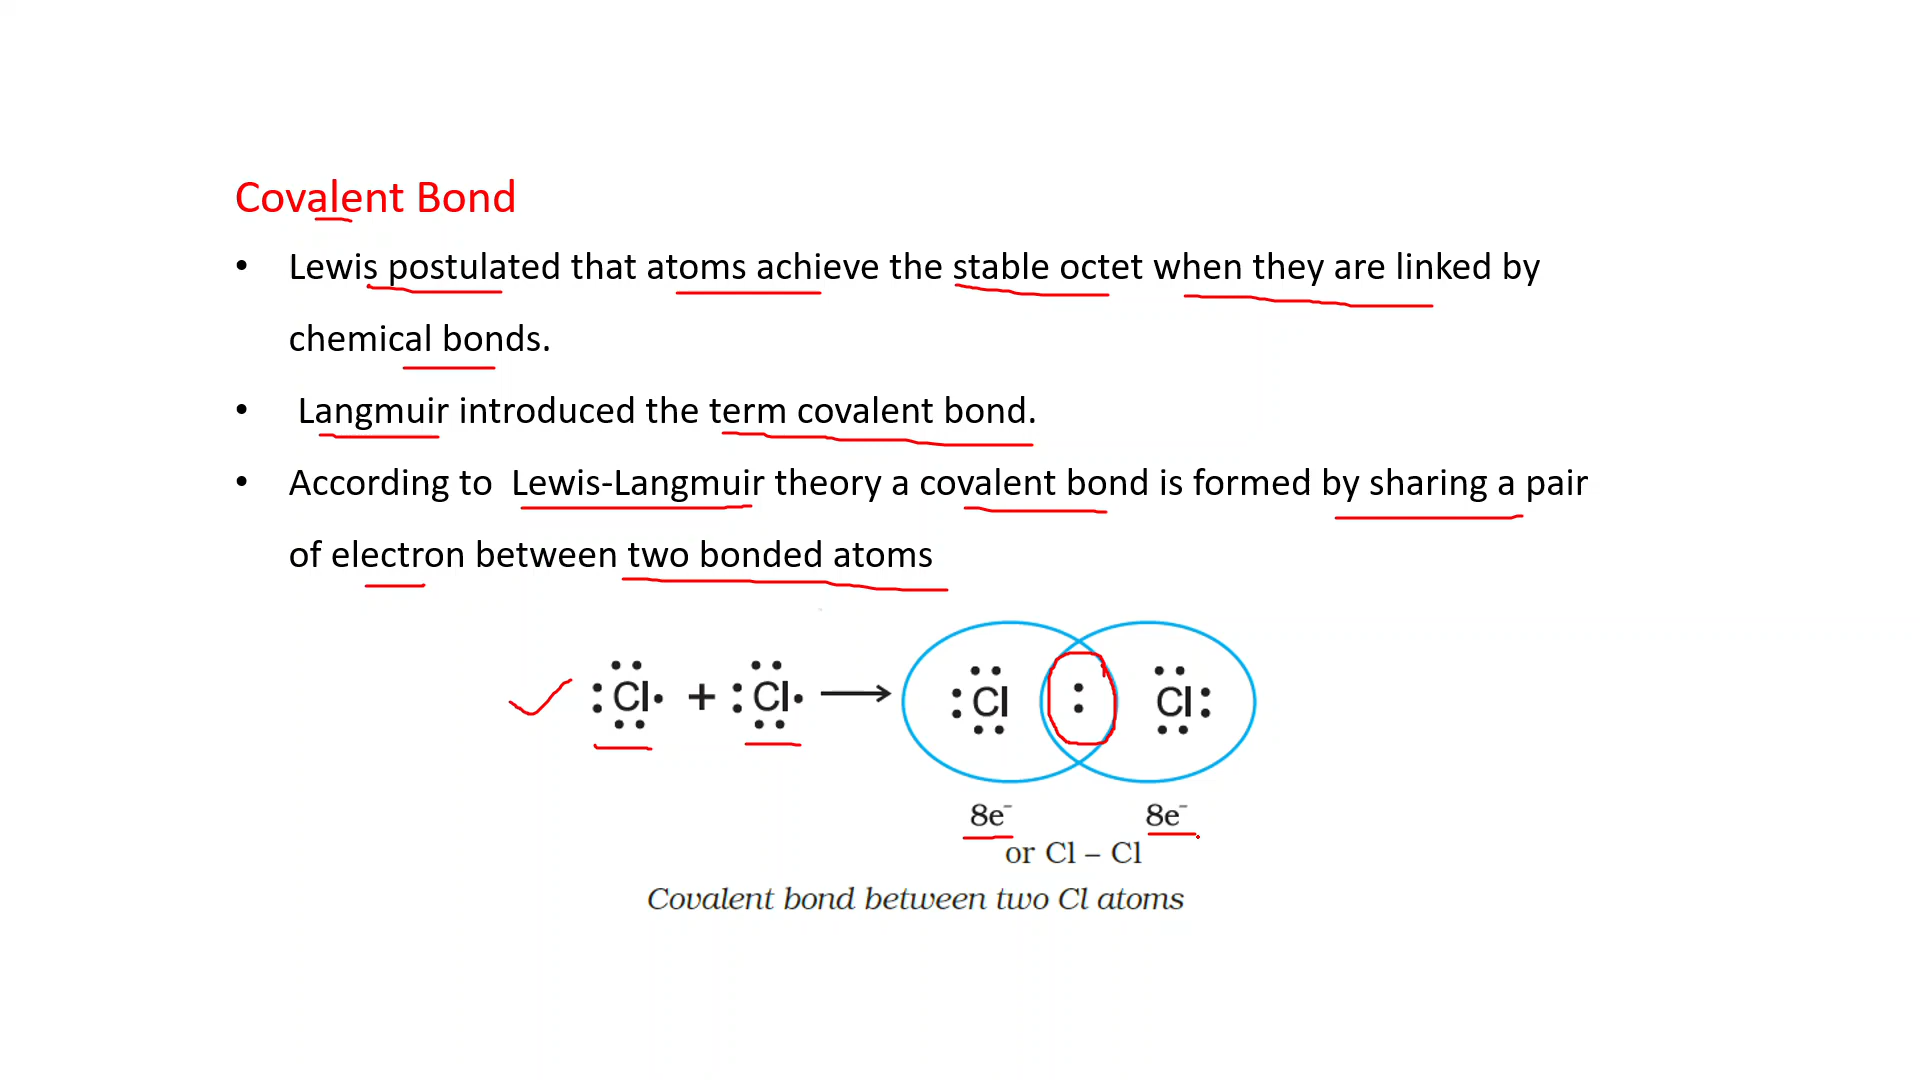 Covalent Bond
• Lewis postulated that atoms achieve the stable octet when they are linked by
chemical bonds.
• Langmuir introduced the term covalent bond.
• According to Lewis-Langmuir theory a covalent bond is formed by sharing a pair
of electron between two bonded atoms
:Cl· + :Cl· → :Cl : Cl:
8e⁻ 8e⁻
or Cl – Cl
Covalent bond between two Cl atoms